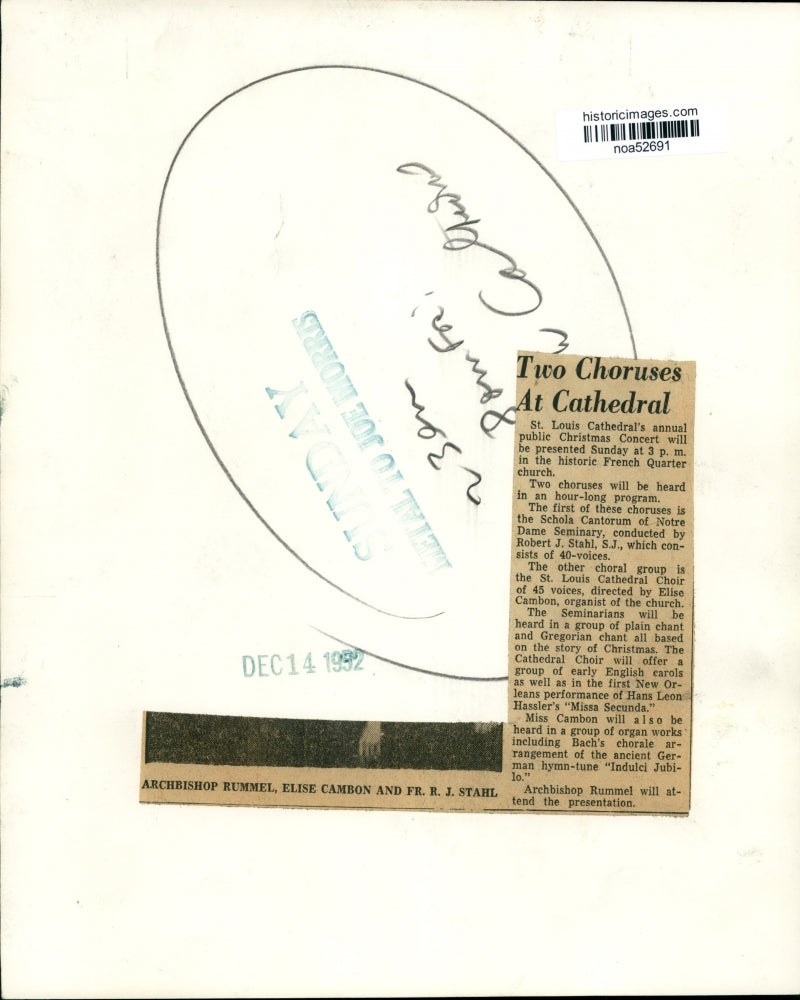 historicimages.com
noa52691
SUNDAY
METAL TO JOE MORRIS
DEC 14 1952
Two Choruses
At Cathedral
St. Louis Cathedral's annual
public Christmas Concert will
be presented Sunday at 3 p. m.
in the historic French Quarter
church.
Two choruses will be heard
in an hour-long program.
The first of these choruses is
the Schola Cantorum of Notre
Dame Seminary, conducted by
Robert J. Stahl, S.J., which con-
sists of 40-voices.
The other choral group is
the St. Louis Cathedral Choir
of 45 voices, directed by Elise
Cambon, organist of the church.
The Seminarians will be
heard in a group of plain chant
and Gregorian chant all based
on the story of Christmas. The
Cathedral Choir will offer a
group of early English carols
as well as in the first New Or-
leans performance of Hans Leon
Hassler's "Missa Secunda."
Miss Cambon will also be
heard in a group of organ works
including Bach's chorale ar-
rangement of the ancient Ger-
man hymn-tune "Indulci Jubi-
lo."
Archbishop Rummel will at-
tend the presentation.
ARCHBISHOP RUMMEL, ELISE CAMBON AND FR. R. J. STAHL